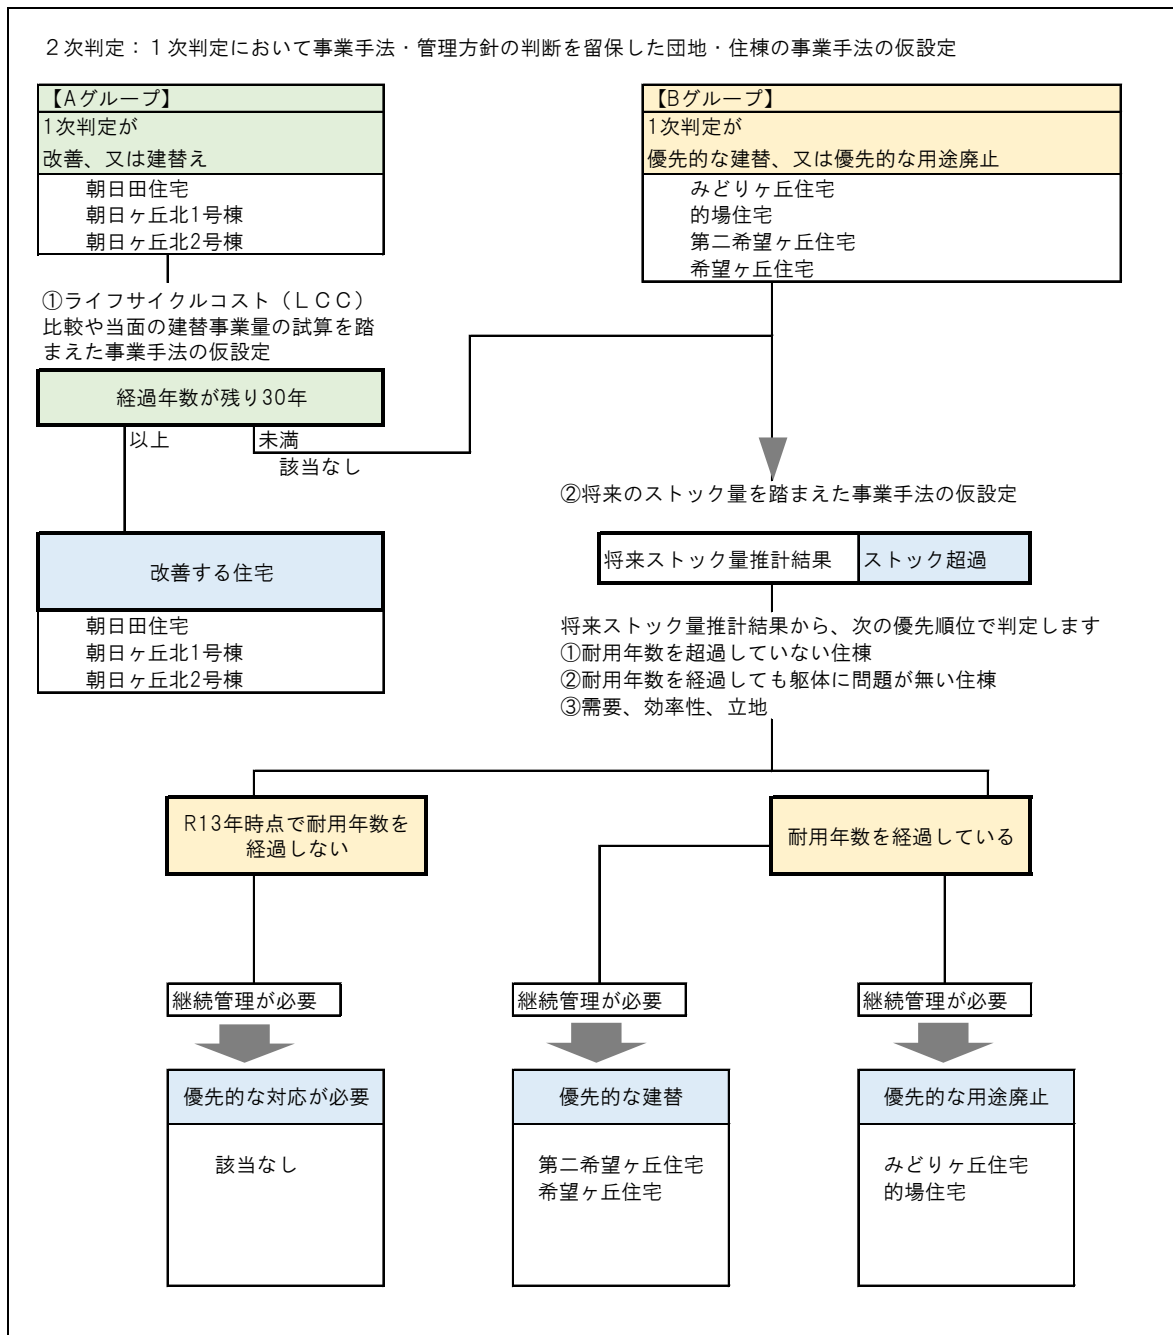 ２次判定：１次判定において事業手法・管理方針の判断を留保した団地・住棟の事業手法の仮設定
【Aグループ】
1次判定が
改善、又は建替え
朝日田住宅
朝日ヶ丘北1号棟
朝日ヶ丘北2号棟
【Bグループ】
1次判定が
優先的な建替、又は優先的な用途廃止
みどりヶ丘住宅
的場住宅
第二希望ヶ丘住宅
希望ヶ丘住宅
①ライフサイクルコスト（ＬＣＣ）
比較や当面の建替事業量の試算を踏
まえた事業手法の仮設定
経過年数が残り30年
以上
未満
該当なし
改善する住宅
朝日田住宅
朝日ヶ丘北1号棟
朝日ヶ丘北2号棟
②将来のストック量を踏まえた事業手法の仮設定
将来ストック量推計結果
ストック超過
将来ストック量推計結果から、次の優先順位で判定します
①耐用年数を超過していない住棟
②耐用年数を経過しても躯体に問題が無い住棟
③需要、効率性、立地
R13年時点で耐用年数を
経過しない
耐用年数を経過している
継続管理が必要
継続管理が必要
継続管理が必要
優先的な対応が必要
該当なし
優先的な建替
第二希望ヶ丘住宅
希望ヶ丘住宅
優先的な用途廃止
みどりヶ丘住宅
的場住宅